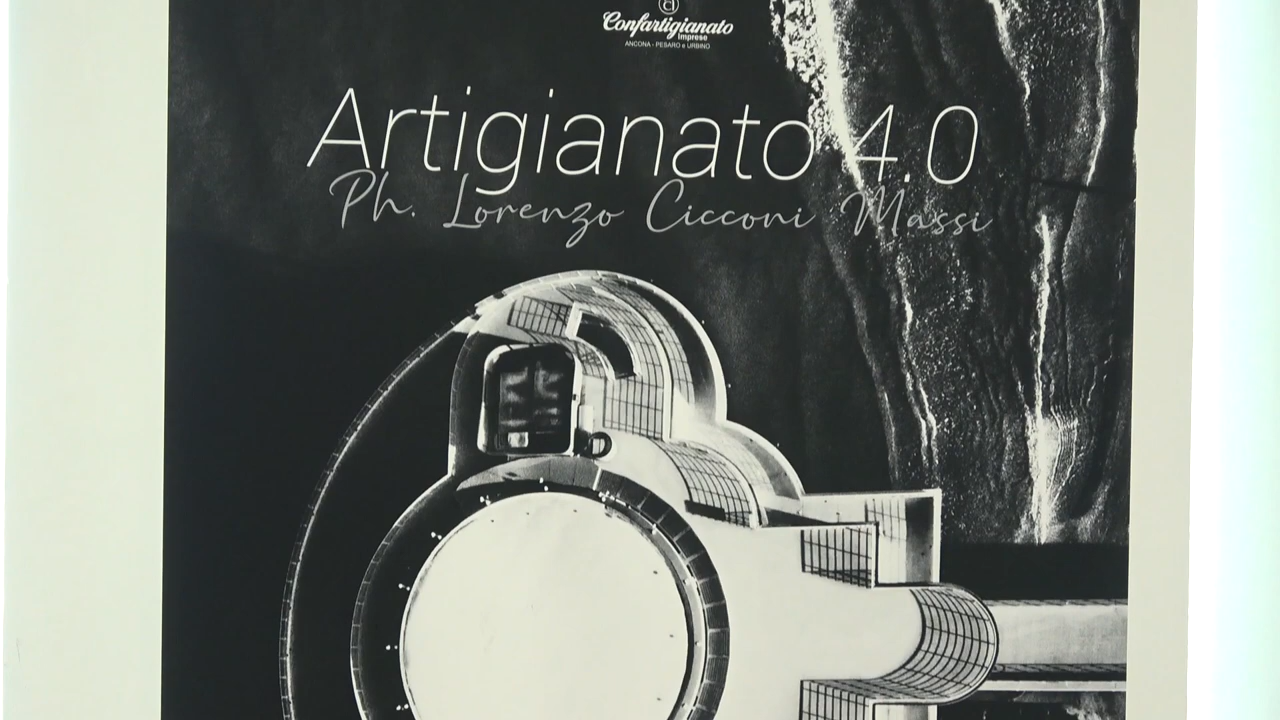 Confartigianato
Imprese
ANCONA - PESARO e URBINO
Artigianato 4.0
Ph. Lorenzo Cicconi Massi